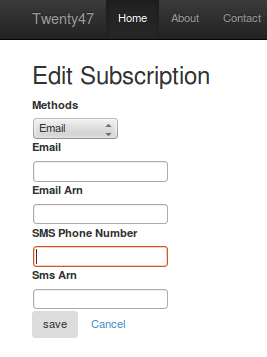 Twenty47 Home About Contact
Edit Subscription
Methods
Email
Email
Email Arn
SMS Phone Number
Sms Arn
save Cancel